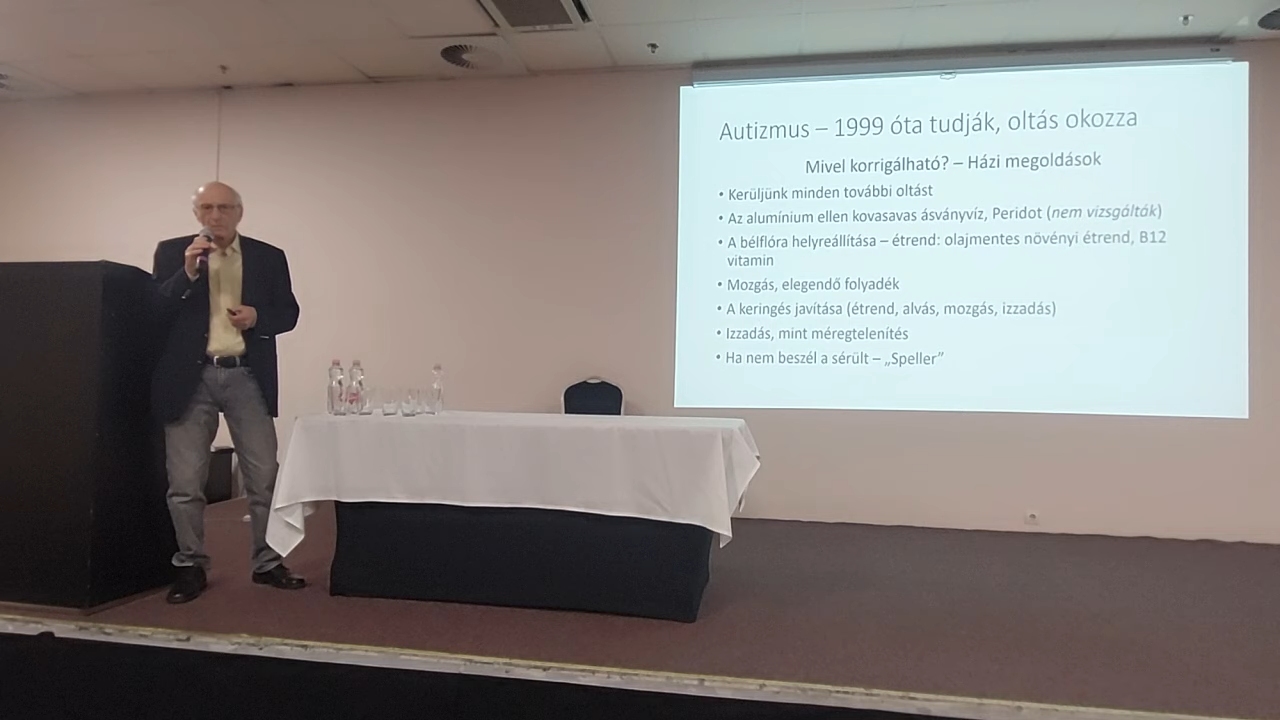 Autizmus – 1999 óta tudják, oltás okozza
Mivel korrigálható? – Házi megoldások
• Kerüljünk minden további oltást
• Az alumínium ellen kovasavas ásványvíz, Peridot (nem vizsgálták)
• A bélflóra helyreállítása – étrend: olajmentes növényi étrend, B12
vitamin
• Mozgás, elegendő folyadék
• A keringés javítása (étrend, alvás, mozgás, izzadás)
• Izzadás, mint méregtelenítés
• Ha nem beszél a sérült – „Speller”